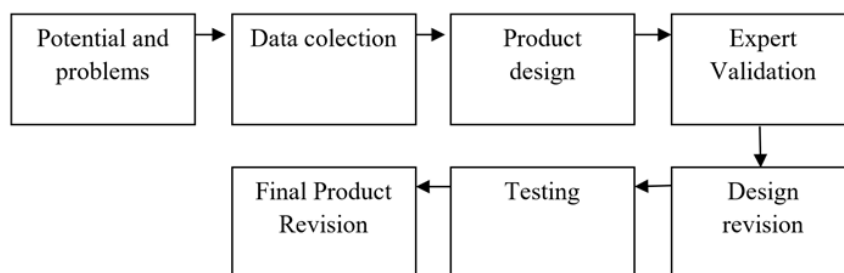 Potential and
problems
Data colection
Product
design
Expert
Validation
Design
revision
Testing
Final Product
Revision